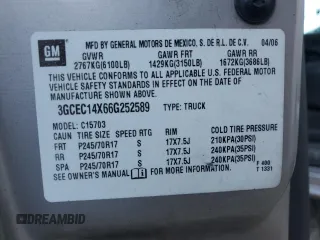 GM
MFD BY GENERAL MOTORS DE MEXICO, S. DE R.L. DE C.V. 04/06
GVWR GAWR FRT GAWR RR
2767KG(6100LB) 1429KG(3150LB) 1672KG(3686LB)
THIS VEHICLE CONFORMS TO ALL APPLICABLE U.S. FEDERAL MOTOR
VEHICLE SAFETY STANDARDS IN EFFECT ON THE DATE OF
MANUFACTURE SHOWN ABOVE.
3GCEC14X66G252589 TYPE: TRUCK
MODEL: C15703
TIRE SIZE SPEED RTG RIM COLD TIRE PRESSURE
FRT P245/70R17 S 17X7.5J 210KPA(30PSI)
RR P245/70R17 S 17X7.5J 240KPA(35PSI)
SPA P245/70R17 S 17X7.5J 240KPA(35PSI)
SEE OWNER'S MANUAL FOR MORE INFORMATION.
F 400
T 1331
DREAMBID